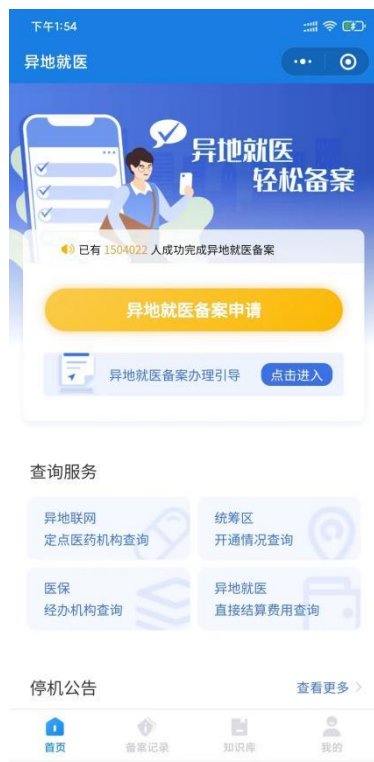 下午1:54
异地就医
异地就医
轻松备案
已有 1504022 人成功完成异地就医备案
异地就医备案申请
异地就医备案办理引导 点击进入
查询服务
异地联网
定点医药机构查询
统筹区
开通情况查询
医保
经办机构查询
异地就医
直接结算费用查询
停机公告 查看更多
首页 备案记录 知识库 我的